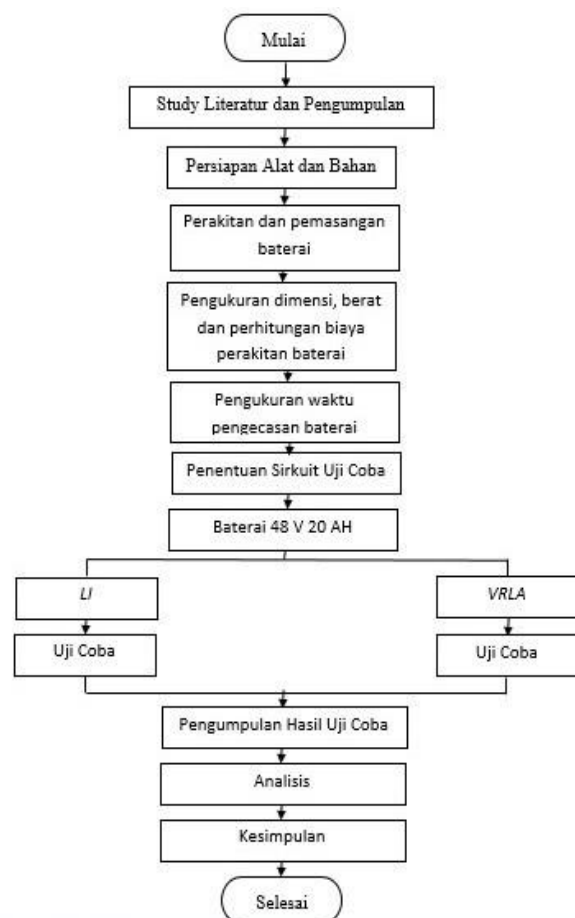 Mulai
Study Literatur dan Pengumpulan
Persiapan Alat dan Bahan
Perakitan dan pemasangan
baterai
Pengukuran dimensi, berat
dan perhitungan biaya
perakitan baterai
Pengukuran waktu
pengecasan baterai
Penentuan Sirkuit Uji Coba
Baterai 48 V 20 AH
LI
VRLA
Uji Coba
Uji Coba
Pengumpulan Hasil Uji Coba
Analisis
Kesimpulan
Selesai